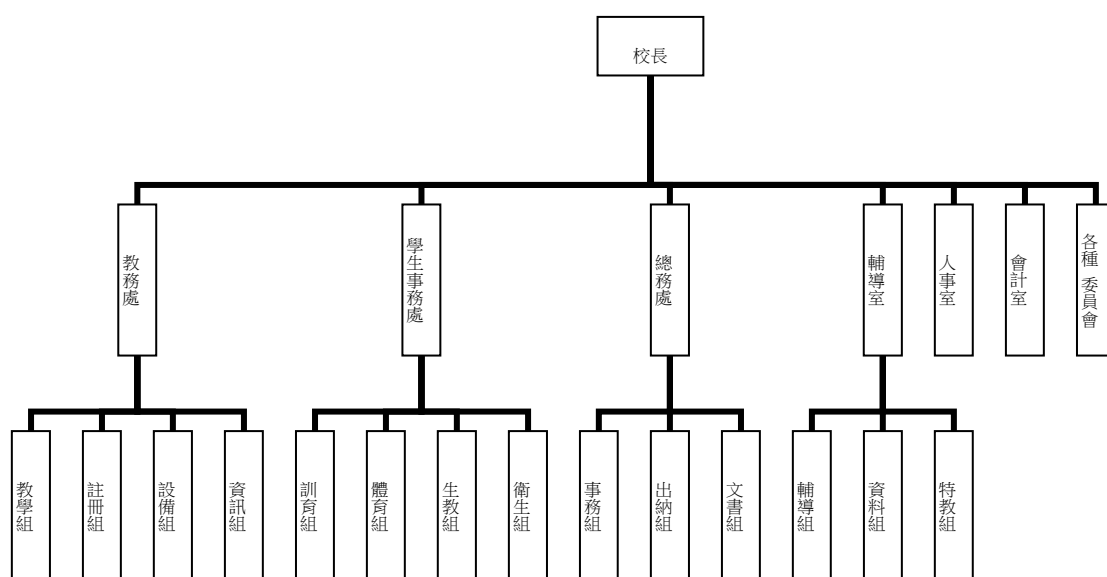 校長
教務處
學生事務處
總務處
輔導室
人事室
會計室
各種 委員會
教學組
註冊組
設備組
資訊組
訓育組
體育組
生教組
衛生組
事務組
出納組
文書組
輔導組
資料組
特教組